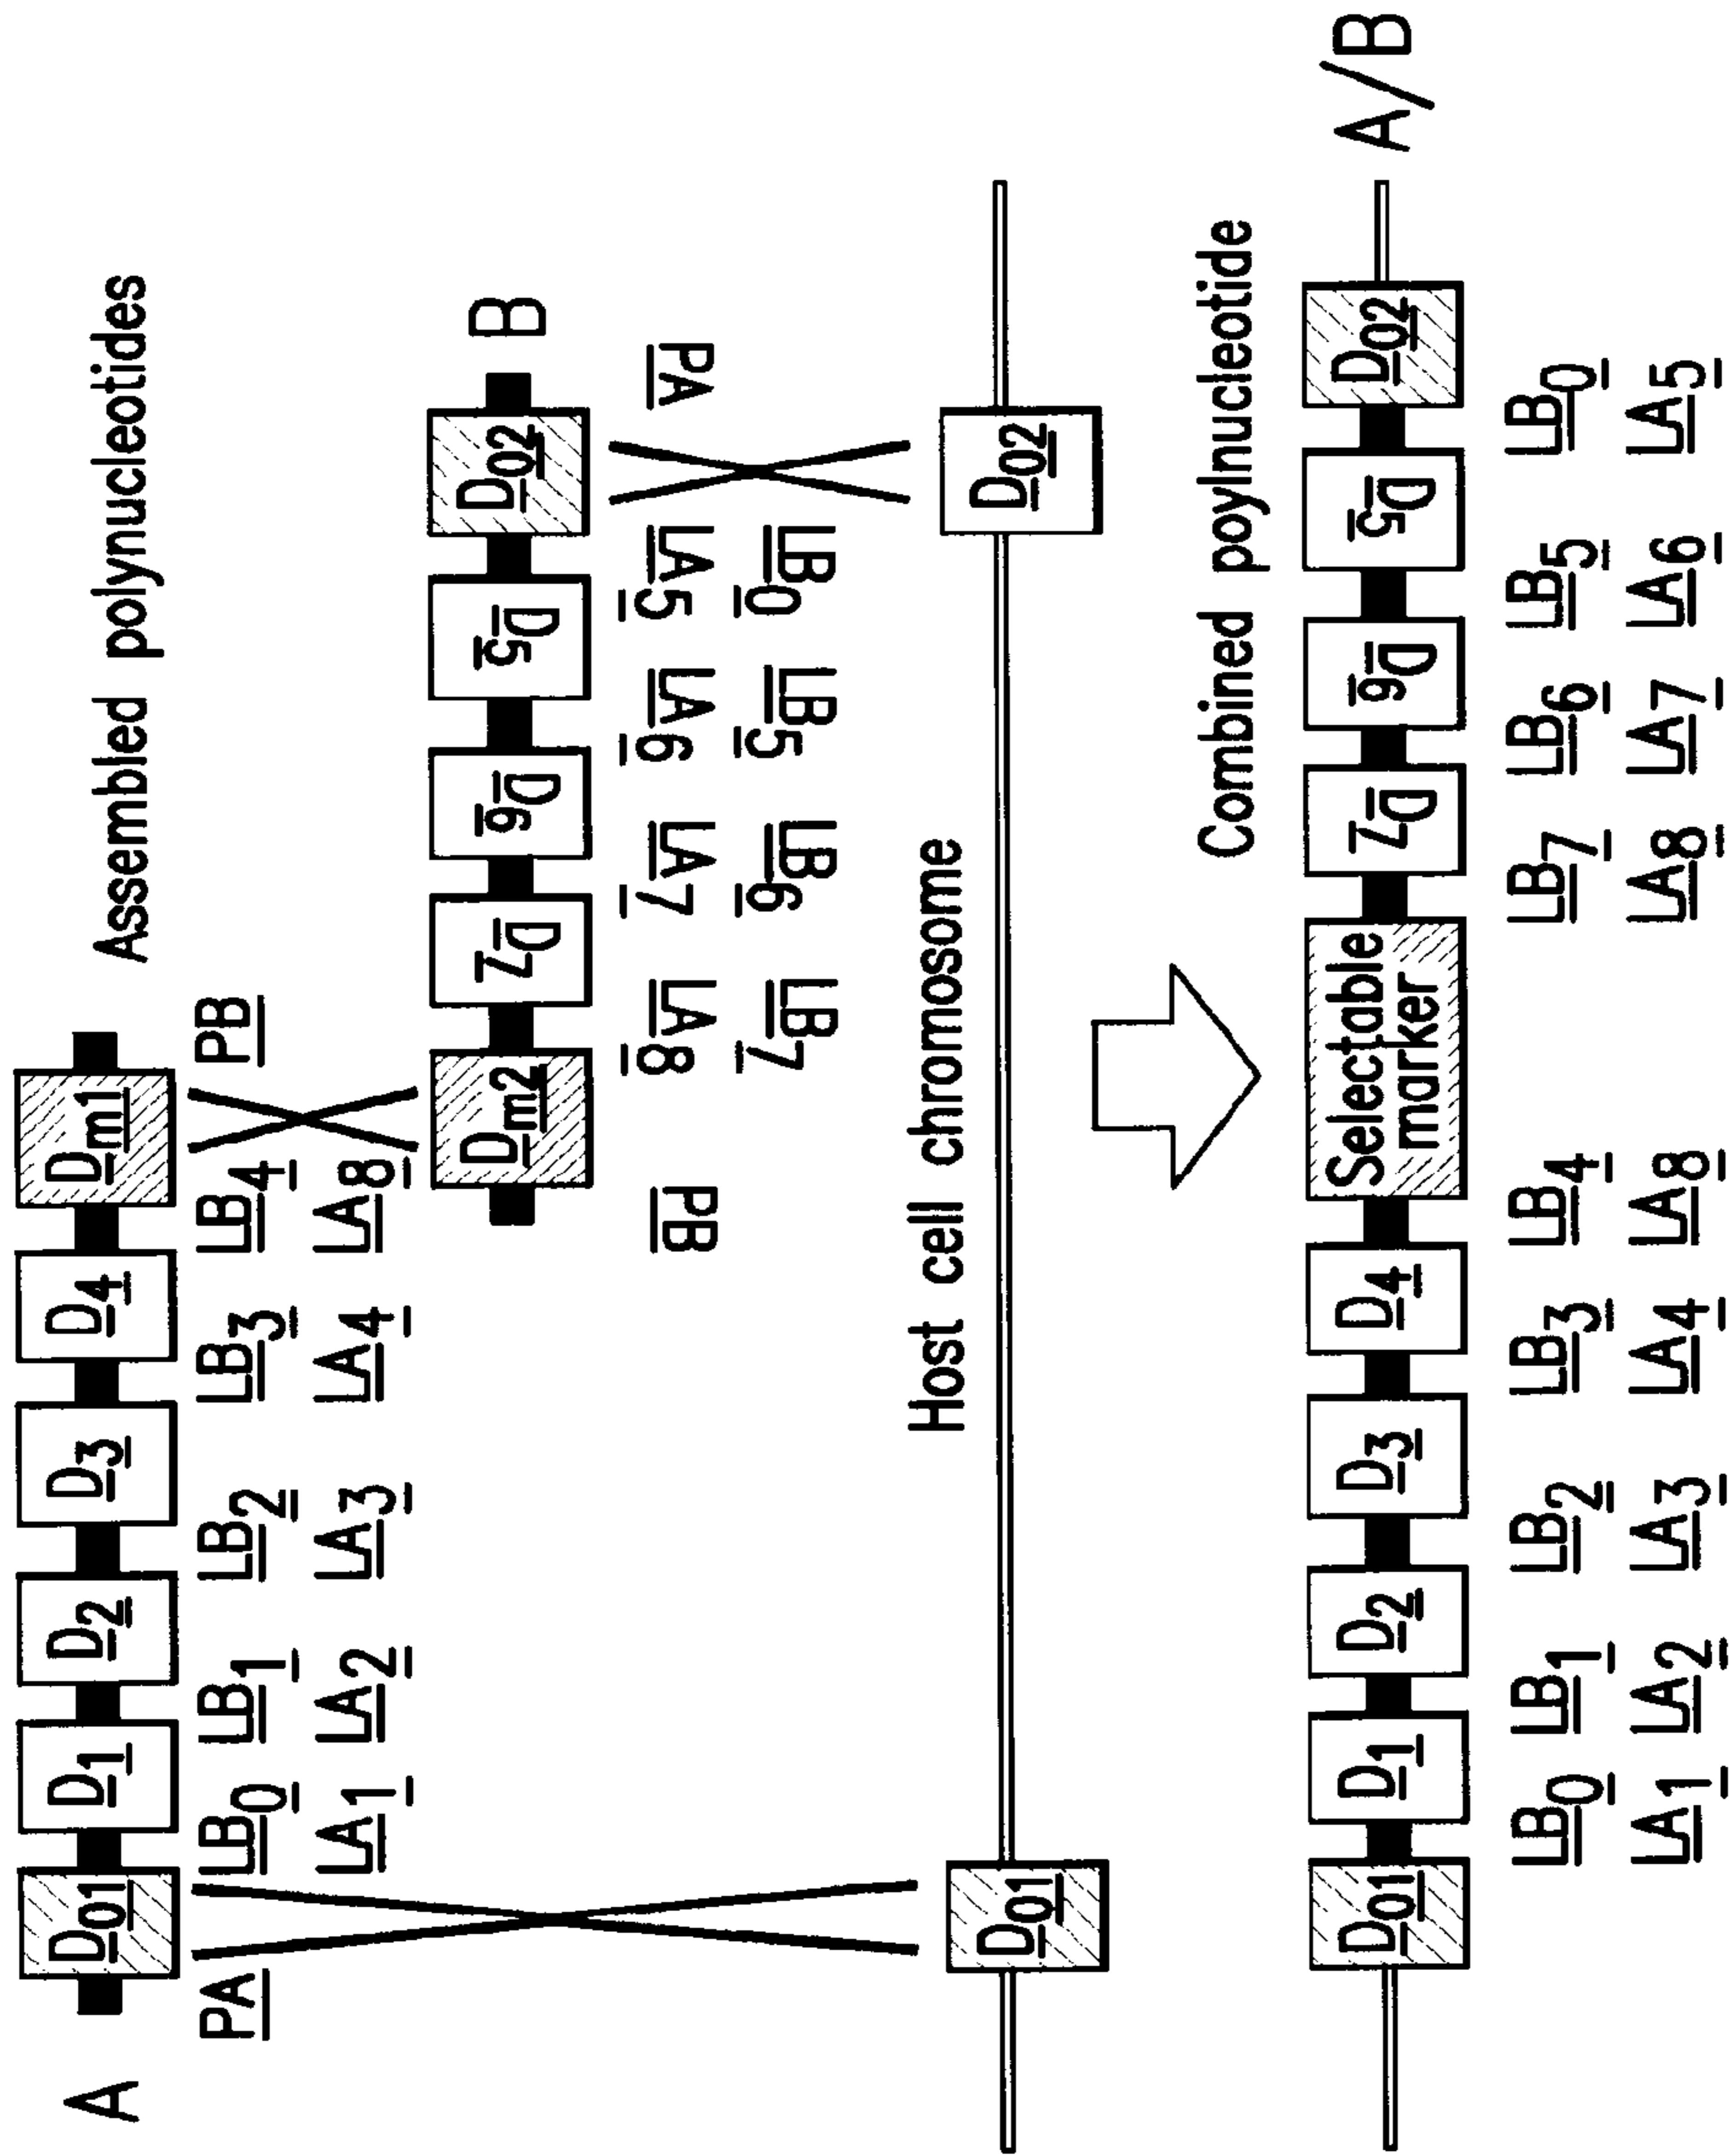 A D01 D1 D2 D3 D4 Dm1 Assembled polynucleotides
PA LB0 LB1 LB2 LB3 LB4 PB
LA1 LA2 LA3 LA4 LA8
Dm2 D7 D6 D5 D02 B
PB LA8 LA7 LA6 LA5 PA
LB7 LB6 LB5 LB0
Host cell chromosome
D01 D02
Combined poylnucleotide
D01 D1 D2 D3 D4 Selectable marker D7 D6 D5 D02 A/B
LB0 LB1 LB2 LB3 LB4 LB7 LB6 LB5 LB0
LA1 LA2 LA3 LA4 LA8 LA8 LA7 LA6 LA5